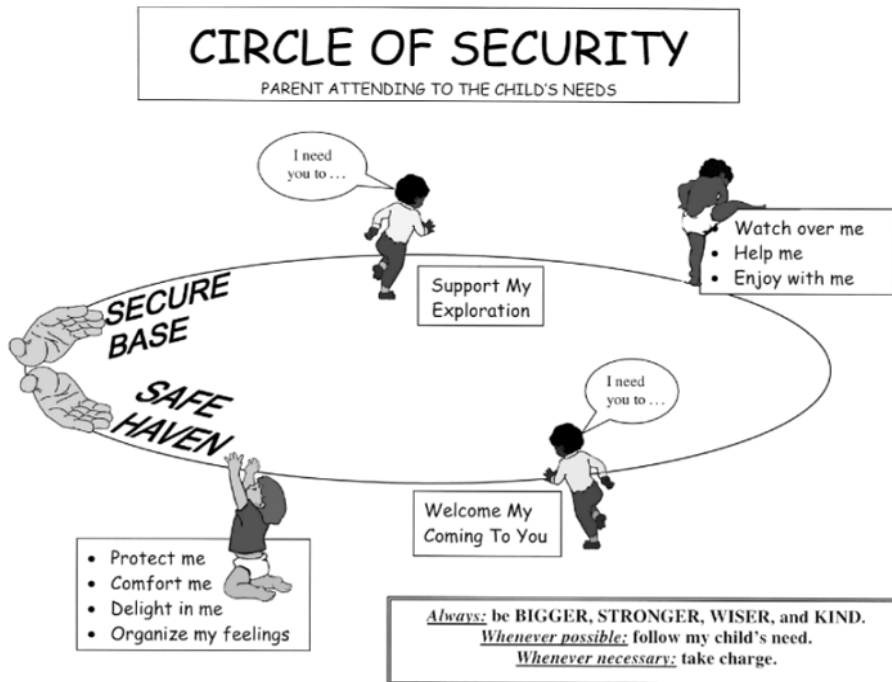 CIRCLE OF SECURITY
PARENT ATTENDING TO THE CHILD'S NEEDS
I need
you to . . .
• Watch over me
• Help me
• Enjoy with me
Support My
Exploration
SECURE
BASE
SAFE
HAVEN
I need
you to . . .
Welcome My
Coming To You
• Protect me
• Comfort me
• Delight in me
• Organize my feelings
Always: be BIGGER, STRONGER, WISER, and KIND.
Whenever possible: follow my child's need.
Whenever necessary: take charge.